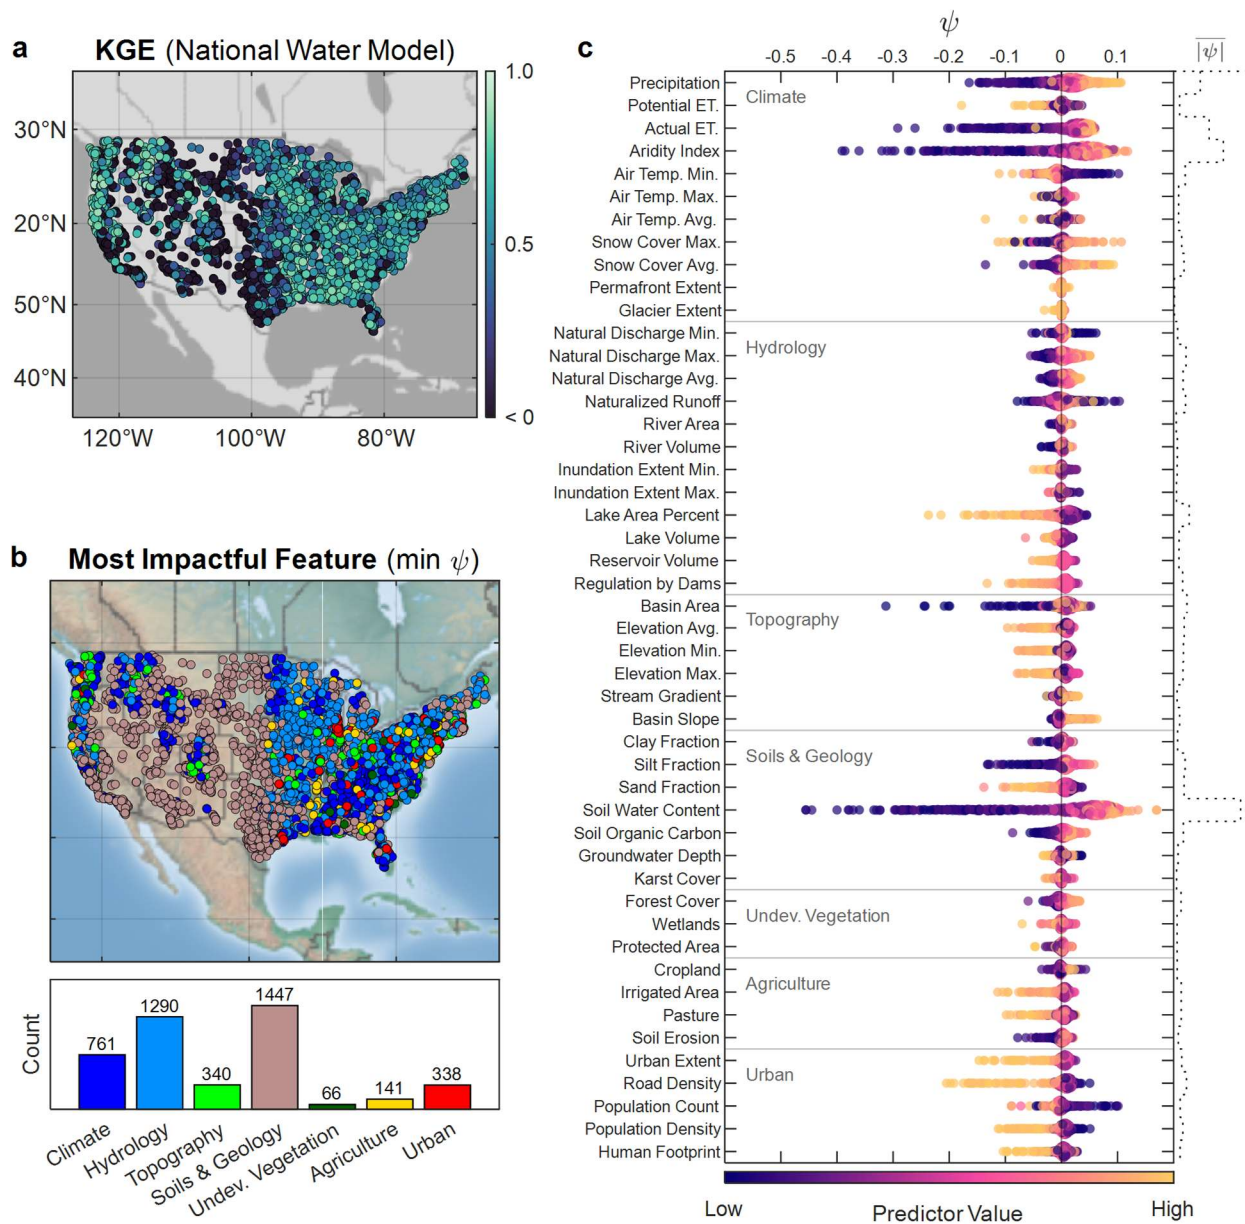 a
KGE (National Water Model)
30°N
20°N
50°N
40°N
120°W
100°W
80°W
1.0
0.5
< 0
b
Most Impactful Feature (min ψ)
Count
761
1290
340
1447
66
141
338
Climate
Hydrology
Topography
Soils & Geology
Undev. Vegetation
Agriculture
Urban
c
ψ
|ψ|
-0.5
-0.4
-0.3
-0.2
-0.1
0
0.1
Climate
Precipitation
Potential ET.
Actual ET.
Aridity Index
Air Temp. Min.
Air Temp. Max.
Air Temp. Avg.
Snow Cover Max.
Snow Cover Avg.
Permafront Extent
Glacier Extent
Hydrology
Natural Discharge Min.
Natural Discharge Max.
Natural Discharge Avg.
Naturalized Runoff
River Area
River Volume
Inundation Extent Min.
Inundation Extent Max.
Lake Area Percent
Lake Volume
Reservoir Volume
Regulation by Dams
Topography
Basin Area
Elevation Avg.
Elevation Min.
Elevation Max.
Stream Gradient
Basin Slope
Soils & Geology
Clay Fraction
Silt Fraction
Sand Fraction
Soil Water Content
Soil Organic Carbon
Groundwater Depth
Karst Cover
Undev. Vegetation
Forest Cover
Wetlands
Protected Area
Agriculture
Cropland
Irrigated Area
Pasture
Soil Erosion
Urban
Urban Extent
Road Density
Population Count
Population Density
Human Footprint
Low
Predictor Value
High